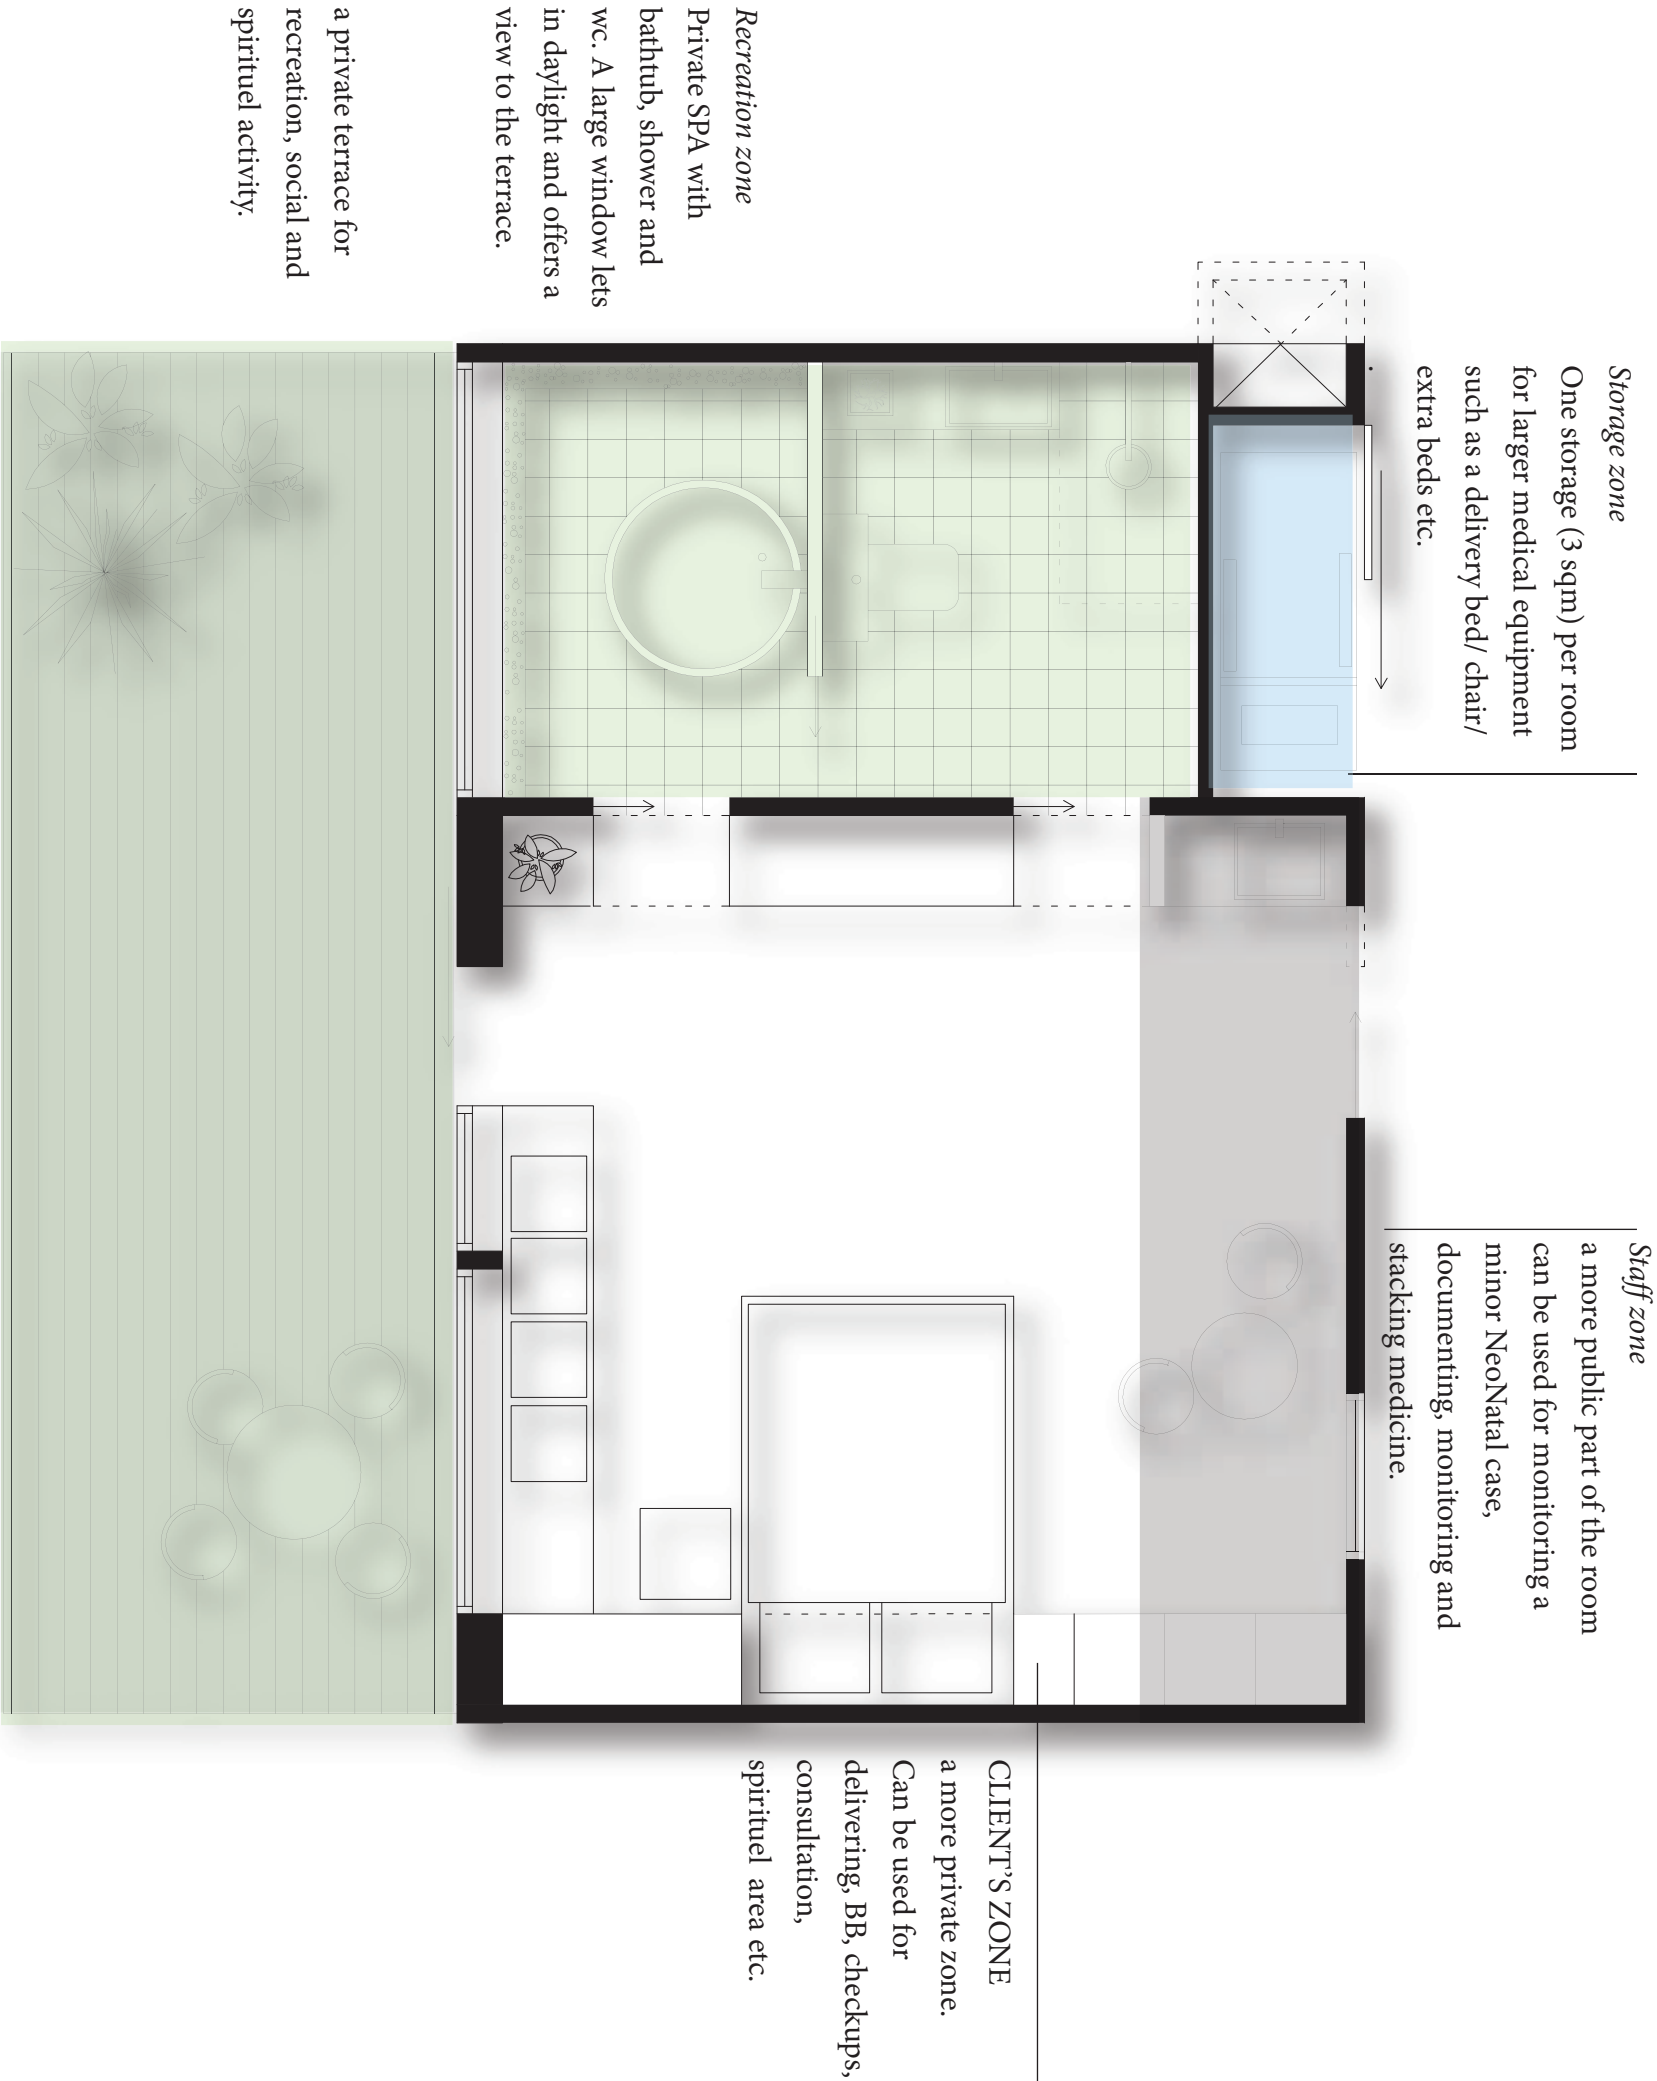 Storage zone
One storage (3 sqm) per room
for larger medical equipment
such as a delivery bed/ chair/
extra beds etc.
.
Staff zone
a more public part of the room
can be used for monitoring a
minor NeoNatal case,
documenting, monitoring and
stacking medicine.
Recreation zone
Private SPA with
bathtub, shower and
wc. A large window lets
in daylight and offers a
view to the terrace.
a private terrace for
recreation, social and
spirituel activity.
CLIENT’S ZONE
a more private zone.
Can be used for
delivering, BB, checkups,
consultation,
spirituel area etc.